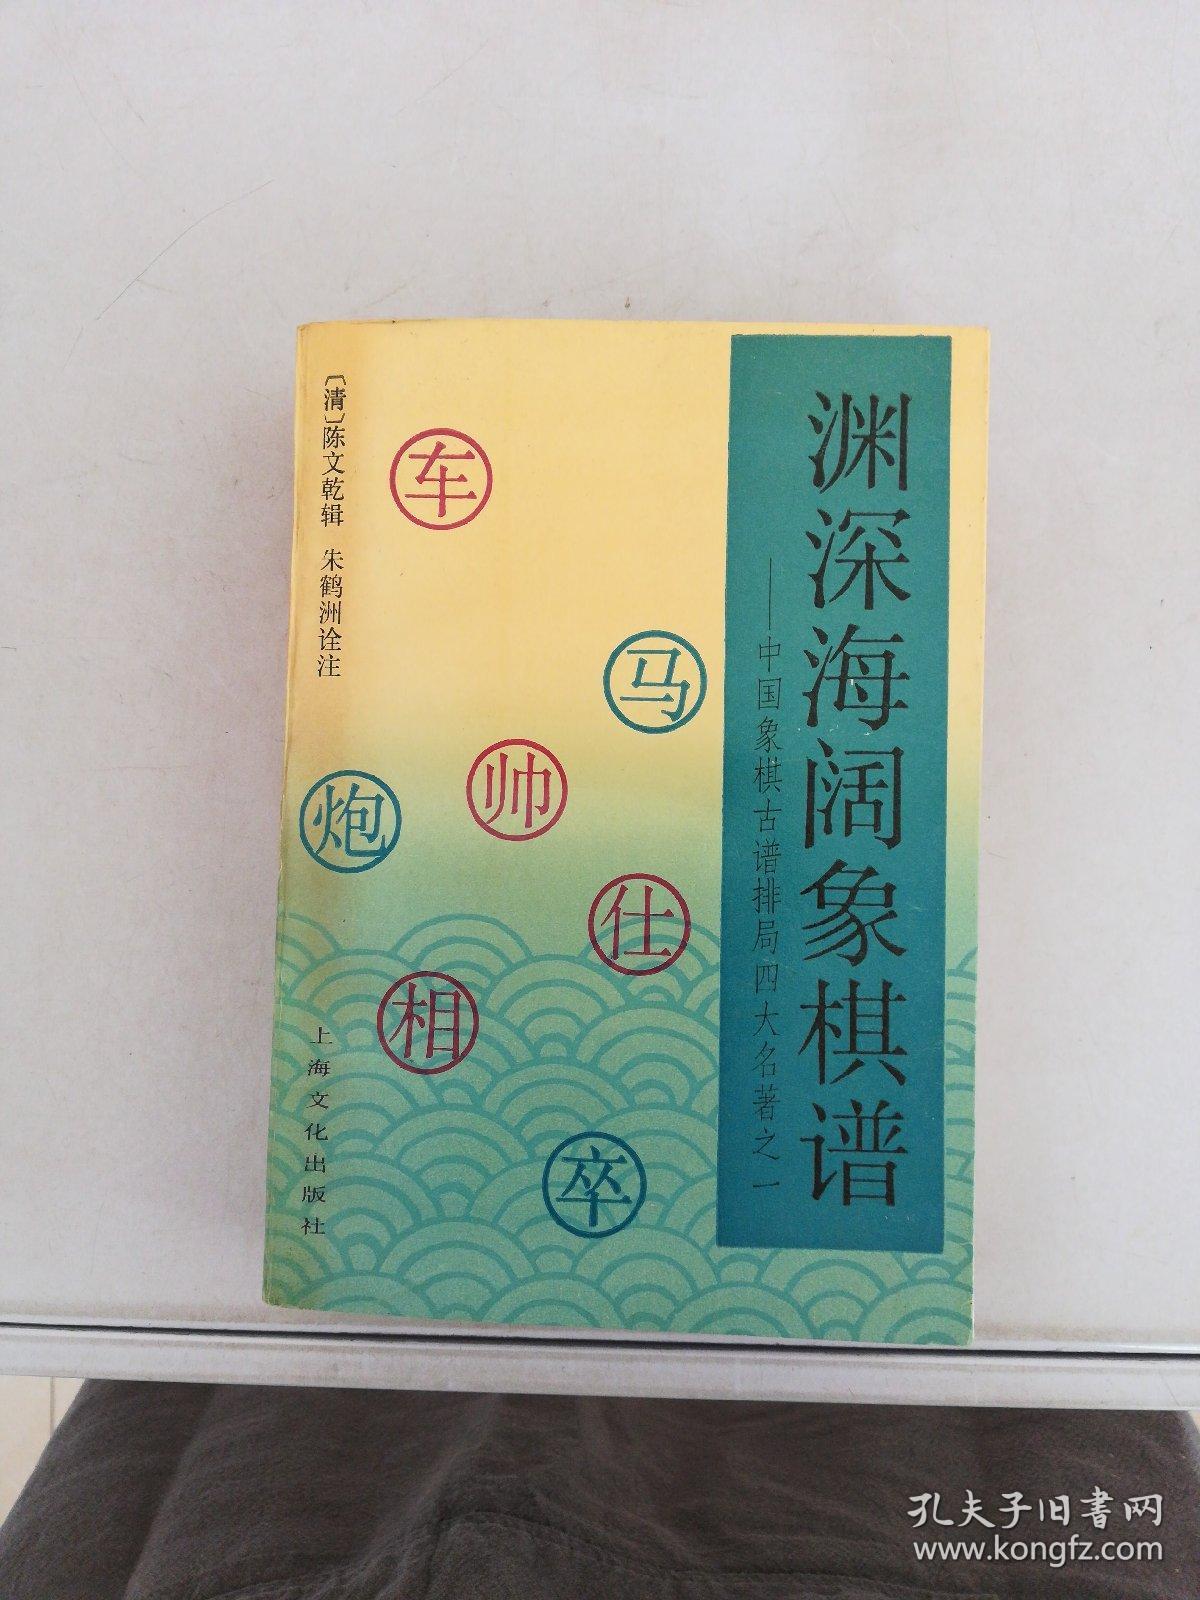 渊深海阔象棋谱
——中国象棋古谱排局四大名著之一
〔清〕陈文乾辑 朱鹤洲诠注
车
马
帅
炮
仕
相
卒
上海文化出版社
孔夫子旧书网
www.kongfz.com